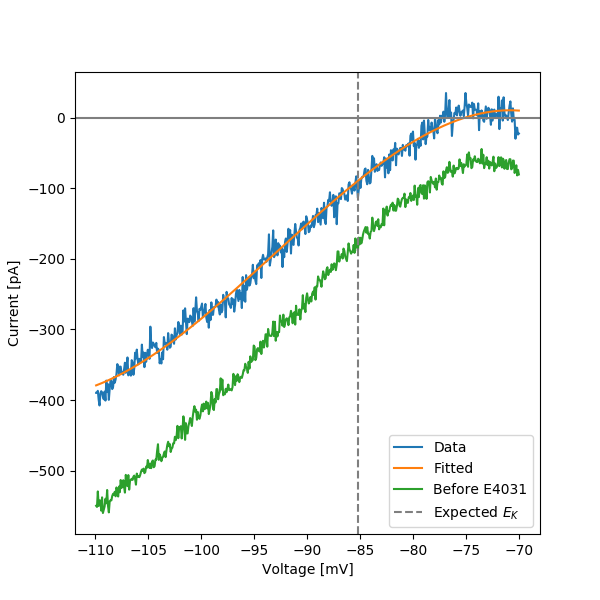 0
−100
−200
−300
−400
−500
Current [pA]
−110
−105
−100
−95
−90
−85
−80
−75
−70
Voltage [mV]
Data
Fitted
Before E4031
Expected E_K